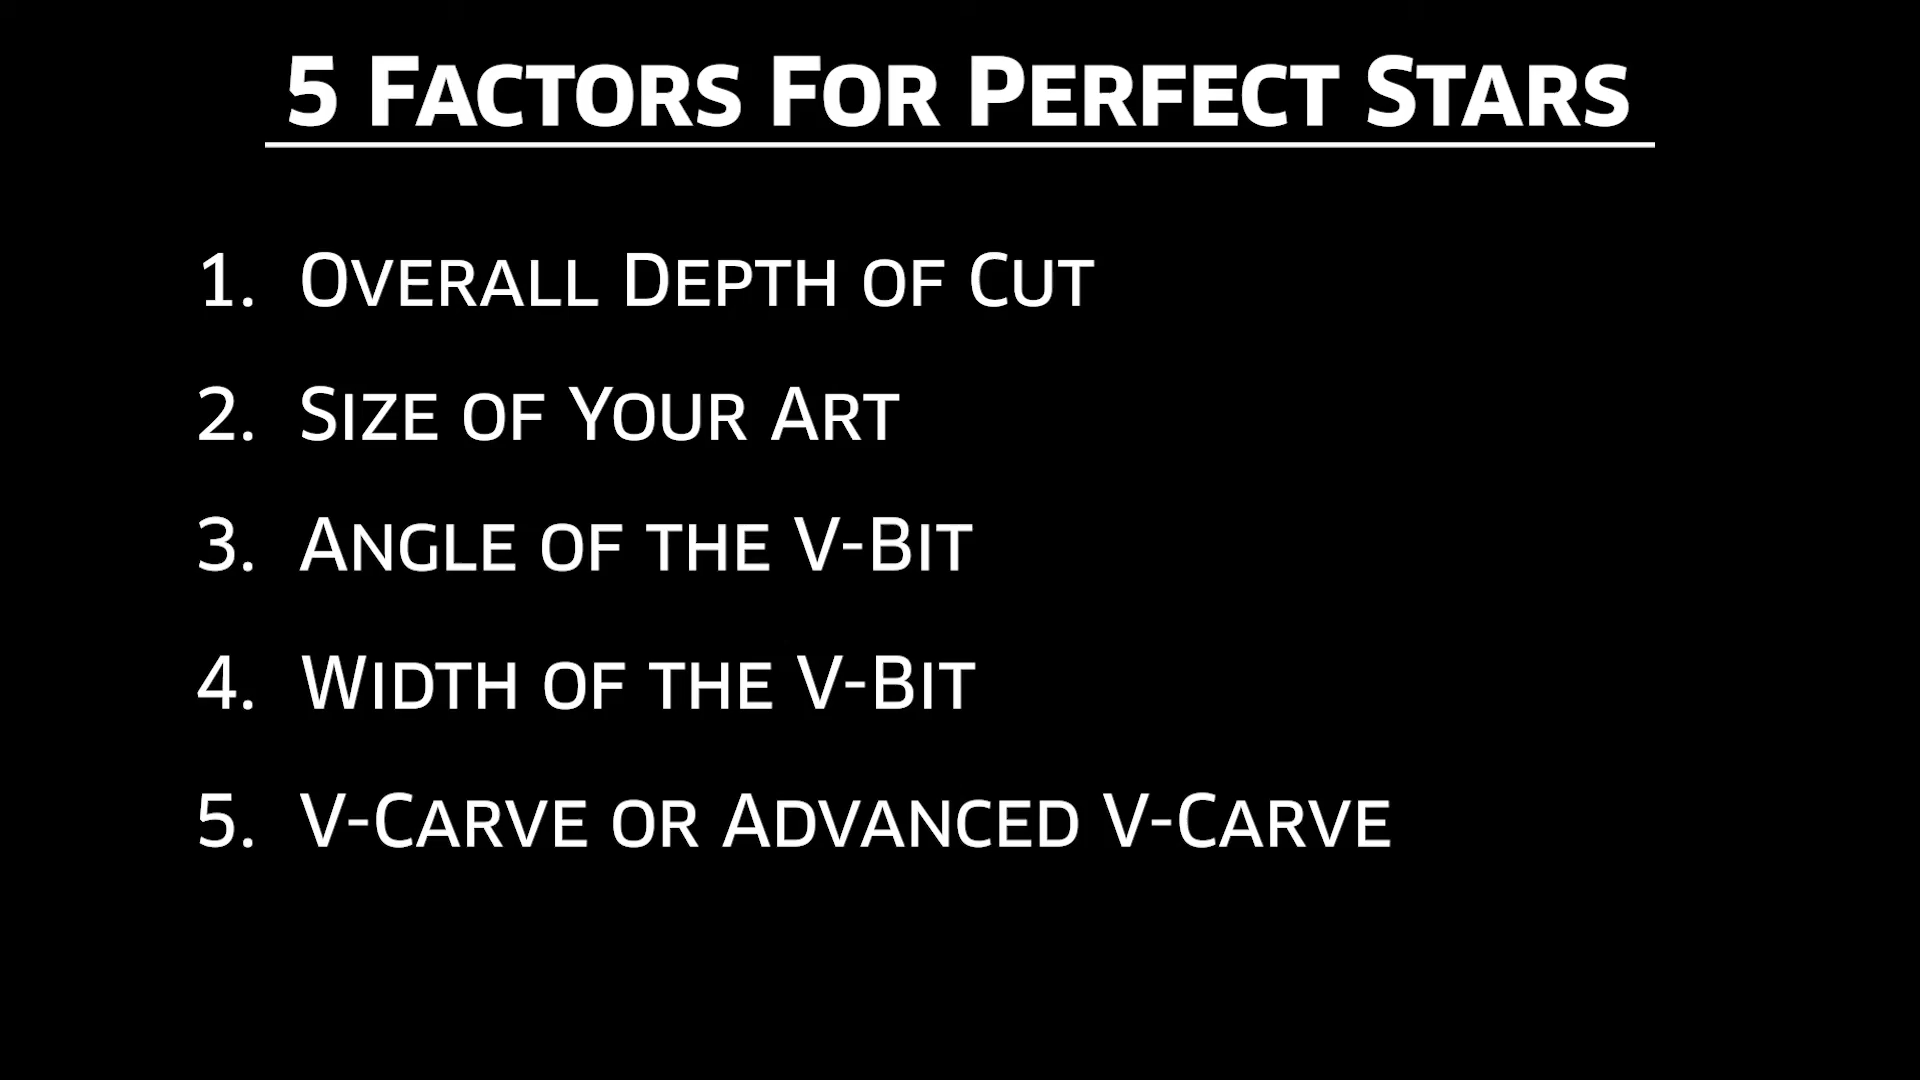 5 Factors For Perfect Stars
1. Overall Depth of Cut
2. Size of Your Art
3. Angle of the V-Bit
4. Width of the V-Bit
5. V-Carve or Advanced V-Carve